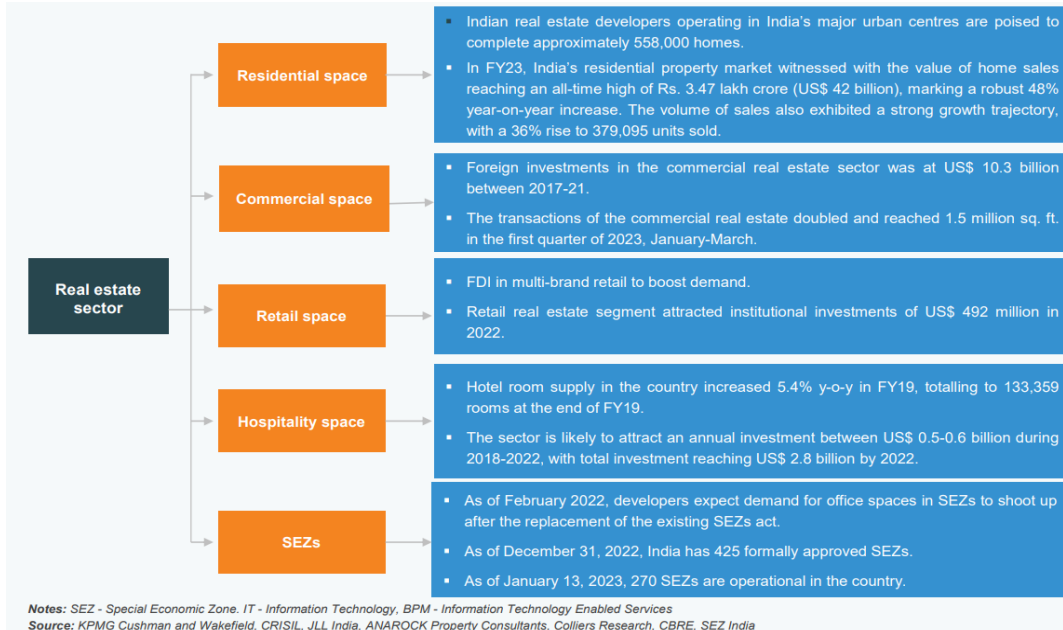 Real estate
sector
Residential space
▪ Indian real estate developers operating in India's major urban centres are poised to
complete approximately 558,000 homes.
▪ In FY23, India's residential property market witnessed with the value of home sales
reaching an all-time high of Rs. 3.47 lakh crore (US$ 42 billion), marking a robust 48%
year-on-year increase. The volume of sales also exhibited a strong growth trajectory,
with a 36% rise to 379,095 units sold.
Commercial space
▪ Foreign investments in the commercial real estate sector was at US$ 10.3 billion
between 2017-21.
▪ The transactions of the commercial real estate doubled and reached 1.5 million sq. ft.
in the first quarter of 2023, January-March.
Retail space
▪ FDI in multi-brand retail to boost demand.
▪ Retail real estate segment attracted institutional investments of US$ 492 million in
2022.
Hospitality space
▪ Hotel room supply in the country increased 5.4% y-o-y in FY19, totalling to 133,359
rooms at the end of FY19.
▪ The sector is likely to attract an annual investment between US$ 0.5-0.6 billion during
2018-2022, with total investment reaching US$ 2.8 billion by 2022.
SEZs
▪ As of February 2022, developers expect demand for office spaces in SEZs to shoot up
after the replacement of the existing SEZs act.
▪ As of December 31, 2022, India has 425 formally approved SEZs.
▪ As of January 13, 2023, 270 SEZs are operational in the country.
Notes: SEZ - Special Economic Zone. IT - Information Technology, BPM - Information Technology Enabled Services
Source: KPMG Cushman and Wakefield, CRISIL, JLL India, ANAROCK Property Consultants, Colliers Research, CBRE, SEZ India